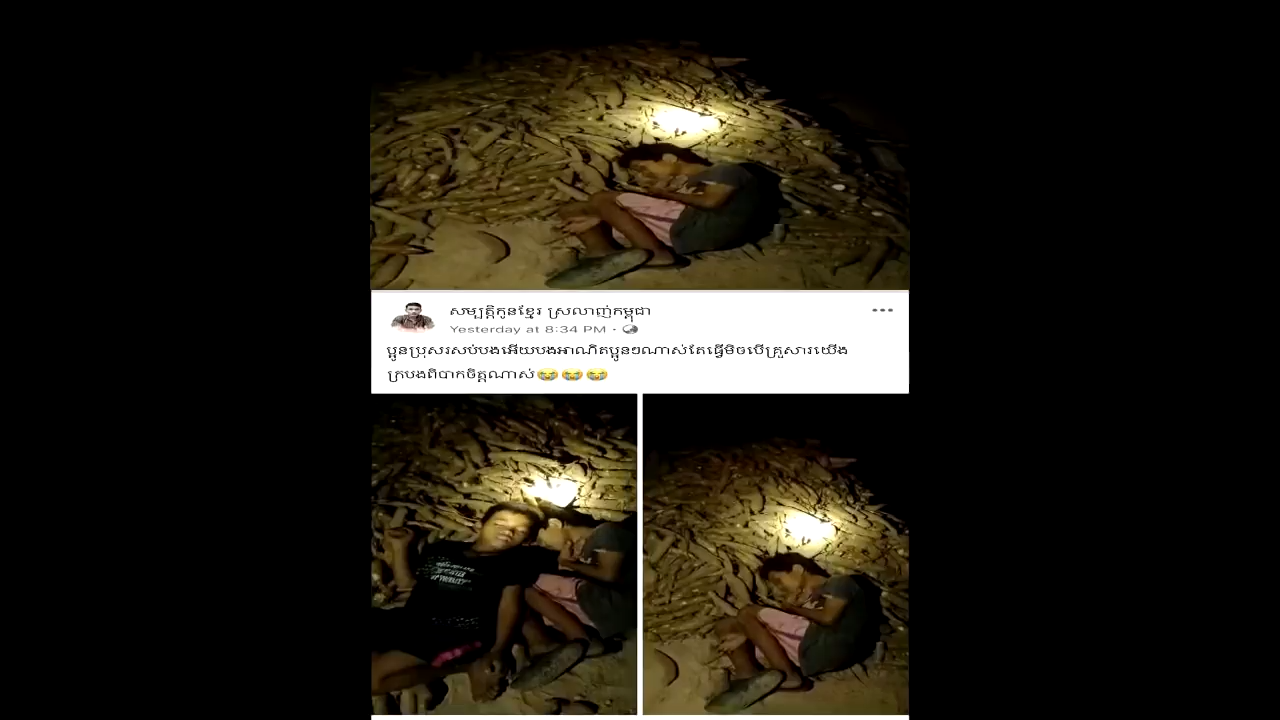 សម្បត្តិកូនខ្មែរ ស្រលាញ់កម្ពុជា
Yesterday at 8:34 PM ·
ប្អូនប្រុសរសប់បងអើយបងអាណិតប្អូនៗណាស់តែធ្វើមិចបើគ្រួសារយើង
ក្របងពិបាកចិត្តណាស់😭😭😭